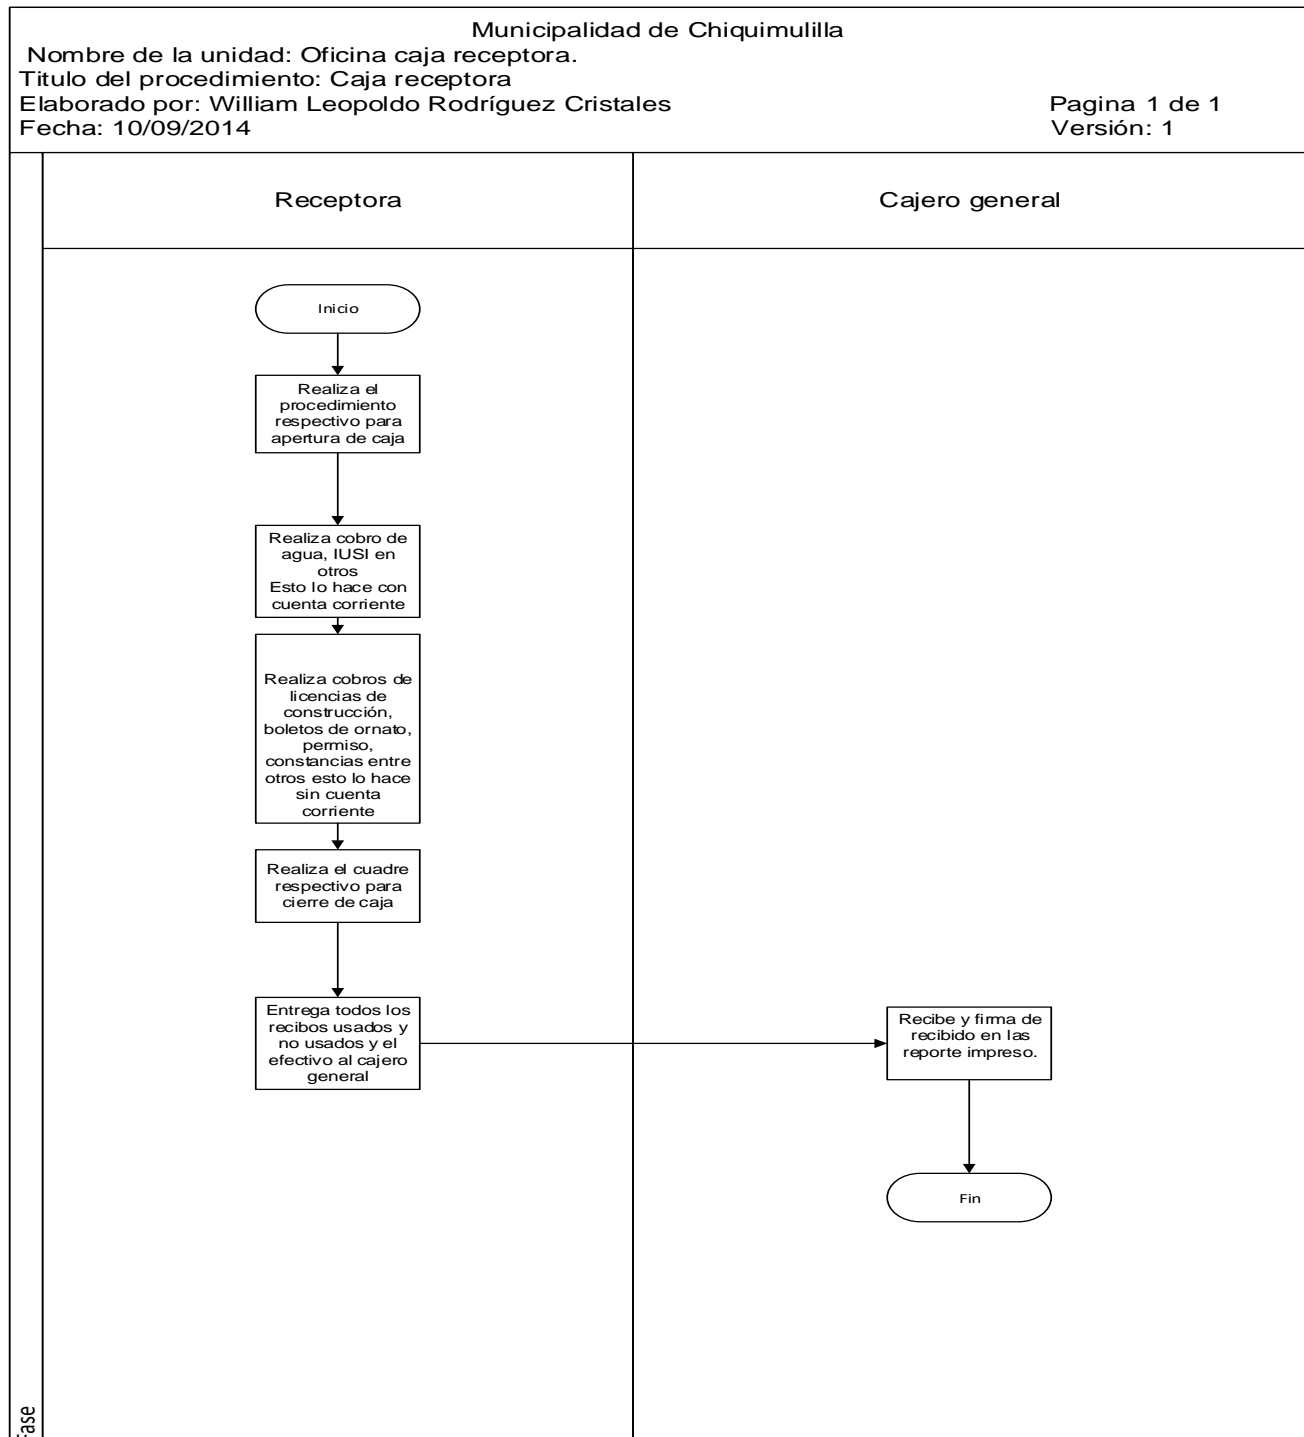 Municipalidad de Chiquimulilla
Nombre de la unidad: Oficina caja receptora.
Titulo del procedimiento: Caja receptora
Elaborado por: William Leopoldo Rodríguez Cristales
Pagina 1 de 1
Fecha: 10/09/2014
Versión: 1
Receptora
Cajero general
Inicio
Realiza el
procedimiento
respectivo para
apertura de caja
Realiza cobro de
agua, IUSI en
otros
Esto lo hace con
cuenta corriente
Realiza cobros de
licencias de
construcción,
boletos de ornato,
permiso,
constancias entre
otros esto lo hace
sin cuenta
corriente
Realiza el cuadre
respectivo para
cierre de caja
Entrega todos los
recibos usados y
no usados y el
efectivo al cajero
general
Recibe y firma de
recibido en las
reporte impreso.
Fin
Fase